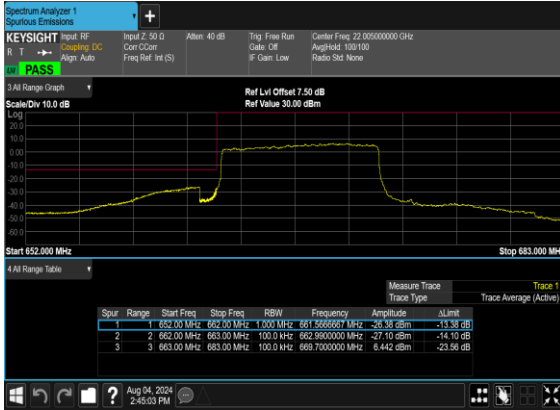 Spectrum Analyzer 1
Spurious Emissions
+
KEYSIGHT Input: RF Input Z: 50 Ω Atten: 40 dB Trig: Free Run Center Freq: 22.005000000 GHz
R T Coupling: DC Corr CCorr Gate: Off Avg|Hold: 100/100
Align: Auto Freq Ref: Int (S) IF Gain: Low Radio Std: None
PASS
3 All Range Graph Ref Lvl Offset 7.50 dB
Scale/Div 10.0 dB Ref Value 30.00 dBm
Log
20.0
10.0
0.00
-10.0
-20.0
-30.0
-40.0
-50.0
-60.0
Start 652.000 MHz Stop 683.000 MH
4 All Range Table
Measure Trace Trace 1
Trace Type Trace Average (Active)
Spur Range Start Freq Stop Freq RBW Frequency Amplitude ΔLimit
1 1 652.00 MHz 662.00 MHz 1.000 MHz 661.5666667 MHz -26.38 dBm -13.38 dB
2 2 662.00 MHz 663.00 MHz 100.0 kHz 662.9900000 MHz -27.10 dBm -14.10 dB
3 3 663.00 MHz 683.00 MHz 100.0 kHz 669.7000000 MHz 6.442 dBm -23.56 dB
? Aug 04, 2024
2:45:03 PM